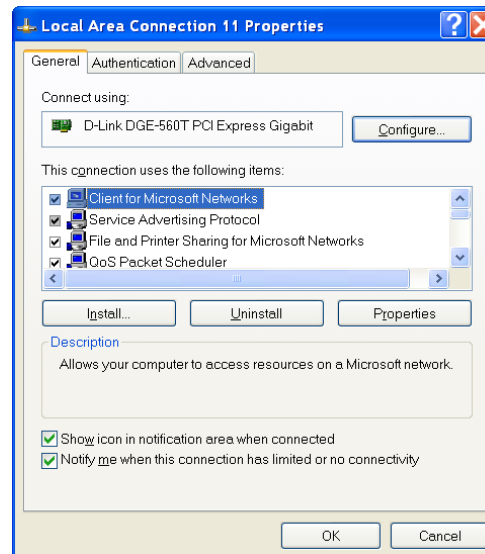 Local Area Connection 11 Properties
General Authentication Advanced
Connect using:
D-Link DGE-560T PCI Express Gigabit
Configure...
This connection uses the following items:
Client for Microsoft Networks
Service Advertising Protocol
File and Printer Sharing for Microsoft Networks
QoS Packet Scheduler
Install... Uninstall Properties
Description
Allows your computer to access resources on a Microsoft network.
Show icon in notification area when connected
Notify me when this connection has limited or no connectivity
OK Cancel